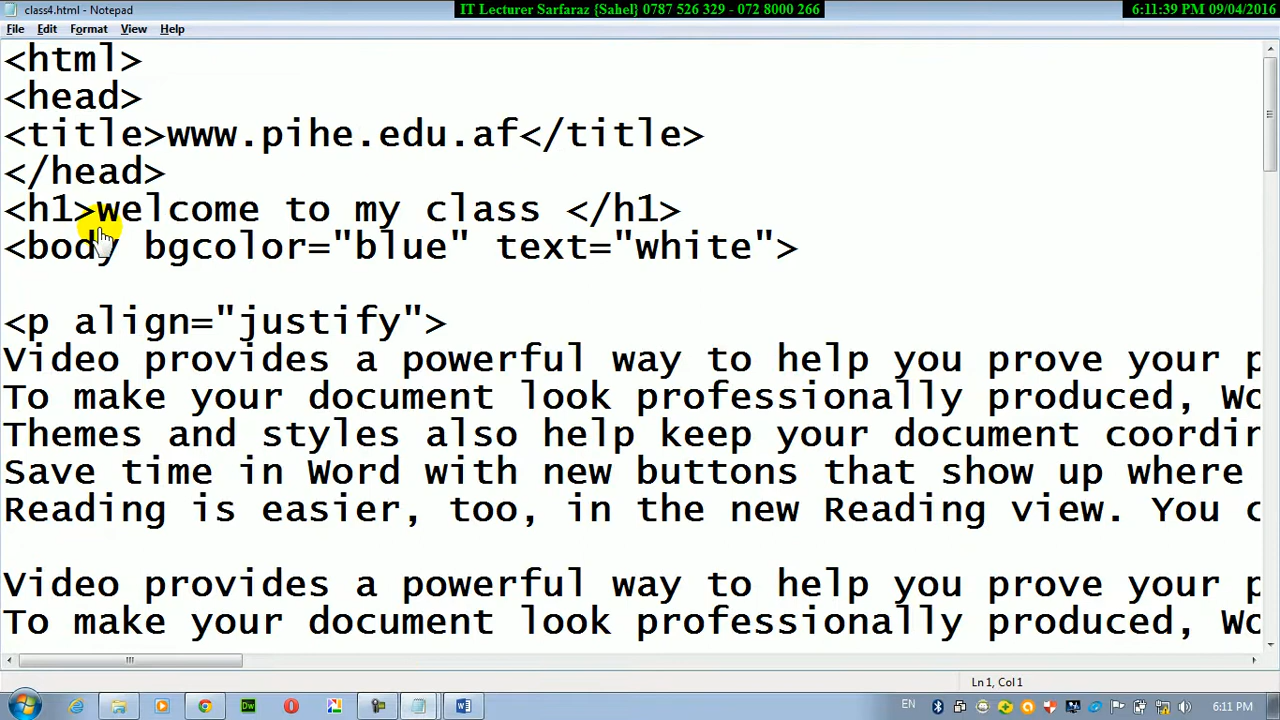 class4.html - Notepad
IT Lecturer Sarfaraz {Sahel} 0787 526 329 - 072 8000 266
6:11:39 PM 09/04/2016
File Edit Format View Help
<html>
<head>
<title>www.pihe.edu.af</title>
</head>
<h1>welcome to my class </h1>
<body bgcolor="blue" text="white">
<p align="justify">
Video provides a powerful way to help you prove your p
To make your document look professionally produced, Wo
Themes and styles also help keep your document coordin
Save time in Word with new buttons that show up where
Reading is easier, too, in the new Reading view. You c
Video provides a powerful way to help you prove your p
To make your document look professionally produced, Wo
Ln 1, Col 1
Dw
EN
6:11 PM